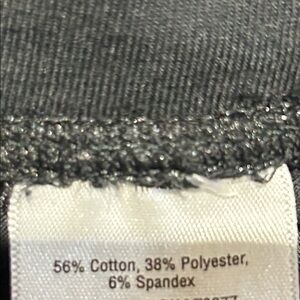 56% Cotton, 38% Polyester,
6% Spandex